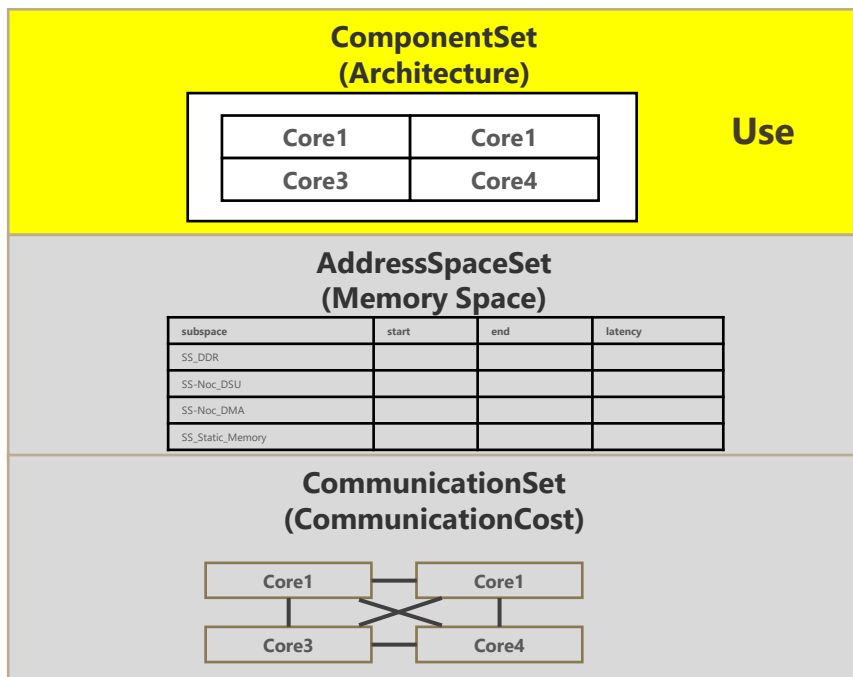 ComponentSet
(Architecture)
Use
Core1 Core1
Core3 Core4
AddressSpaceSet
(Memory Space)
subspace start end latency
SS_DDR
SS-Noc_DSU
SS-Noc_DMA
SS_Static_Memory
CommunicationSet
(CommunicationCost)
Core1 Core1
Core3 Core4